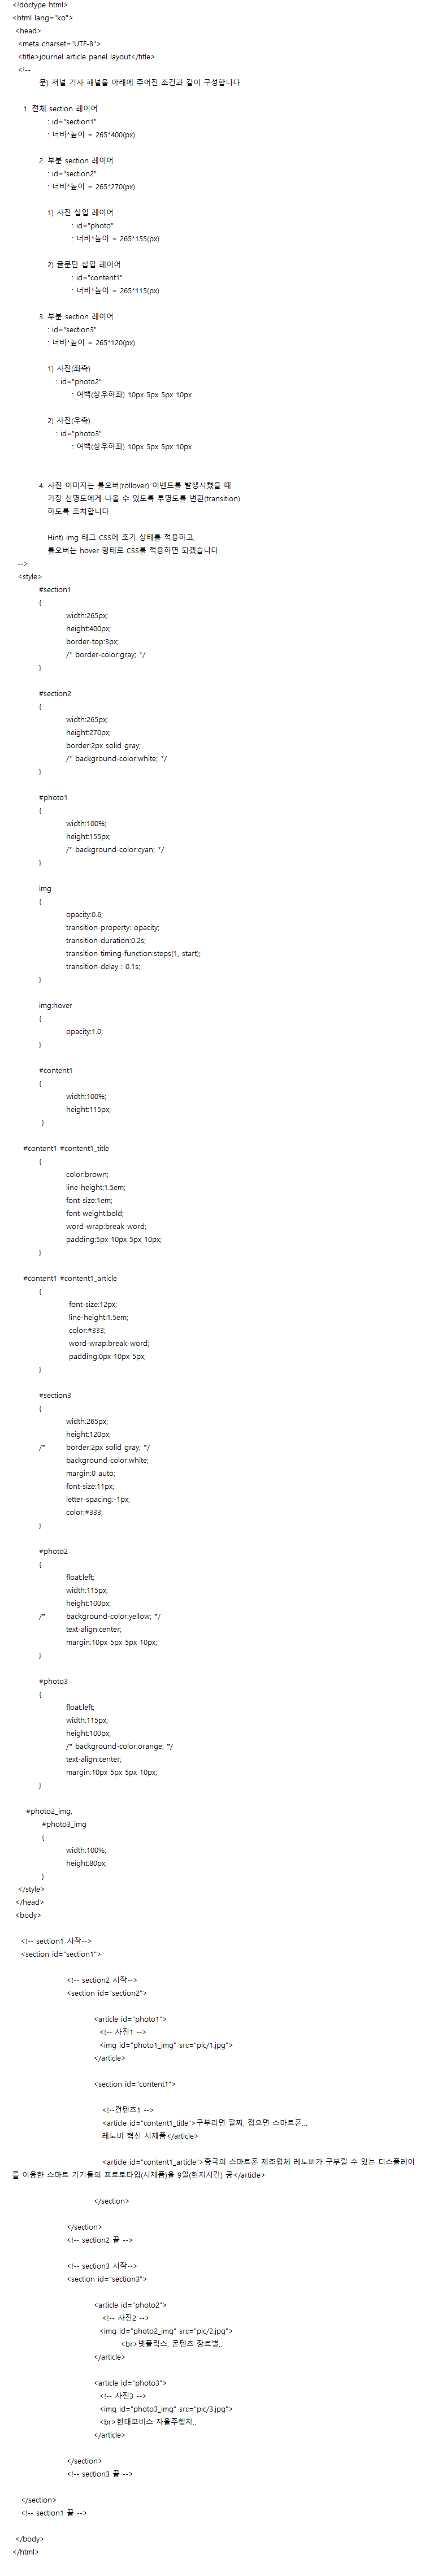 <!doctype html>
<html lang="ko">
<head>
<meta charset="UTF-8">
<title>journel article panel layout</title>
<!--
문) 저널 기사 패널을 아래에 주어진 조건과 같이 구성합니다.
1. 전체 section 레이어
: id="section1"
: 너비*높이 = 265*400(px)
2. 부분 section 레이어
: id="section2"
: 너비*높이 = 265*270(px)
1) 사진 삽입 레이어
: id="photo"
: 너비*높이 = 265*155(px)
2) 글문단 삽입 레이어
: id="content1"
: 너비*높이 = 265*115(px)
3. 부분 section 레이어
: id="section3"
: 너비*높이 = 265*120(px)
1) 사진(좌측)
: id="photo2"
: 여백(상우하좌) 10px 5px 5px 10px
2) 사진(우측)
: id="photo3"
: 여백(상우하좌) 10px 5px 5px 10px
4. 사진 이미지는 롤오버(rollover) 이벤트를 발생시켰을 때
가장 선명도에게 나올 수 있도록 투명도를 변환(transition)
하도록 조치합니다.
Hint) img 태그 CSS에 초기 상태를 적용하고,
롤오버는 hover 형태로 CSS를 적용하면 되겠습니다.
-->
<style>
#section1
{
width:265px;
height:400px;
border-top:3px;
/* border-color:gray; */
}
#section2
{
width:265px;
height:270px;
border:2px solid gray;
/* background-color:white; */
}
#photo1
{
width:100%;
height:155px;
/* background-color:cyan; */
}
img
{
opacity:0.6;
transition-property: opacity;
transition-duration:0.2s;
transition-timing-function:steps(1, start);
transition-delay : 0.1s;
}
img:hover
{
opacity:1.0;
}
#content1
{
width:100%;
height:115px;
}
#content1 #content1_title
{
color:brown;
line-height:1.5em;
font-size:1em;
font-weight:bold;
word-wrap:break-word;
padding:5px 10px 5px 10px;
}
#content1 #content1_article
{
font-size:12px;
line-height:1.5em;
color:#333;
word-wrap:break-word;
padding:0px 10px 5px;
}
#section3
{
width:265px;
height:120px;
/* border:2px solid gray; */
background-color:white;
margin:0 auto;
font-size:11px;
letter-spacing:-1px;
color:#333;
}
#photo2
{
float:left;
width:115px;
height:100px;
/* background-color:yellow; */
text-align:center;
margin:10px 5px 5px 10px;
}
#photo3
{
float:left;
width:115px;
height:100px;
/* background-color:orange; */
text-align:center;
margin:10px 5px 5px 10px;
}
#photo2_img,
#photo3_img
{
width:100%;
height:80px;
}
</style>
</head>
<body>
<!-- section1 시작-->
<section id="section1">
<!-- section2 시작-->
<section id="section2">
<article id="photo1">
<!-- 사진1 -->
<img id="photo1_img" src="pic/1.jpg">
</article>
<section id="content1">
<!--컨텐츠1 -->
<article id="content1_title">구부리면 팔찌, 접으면 스마트폰...
레노버 혁신 시제품</article>
<article id="content1_article">중국의 스마트폰 제조업체 레노버가 구부릴 수 있는 디스플레이
를 이용한 스마트 기기들의 프로토타입(시제품)을 9일(현지시간) 공</article>
</section>
</section>
<!-- section2 끝 -->
<!-- section3 시작-->
<section id="section3">
<article id="photo2">
<!-- 사진2 -->
<img id="photo2_img" src="pic/2.jpg">
<br>넷플릭스, 콘텐츠 장르별..
</article>
<article id="photo3">
<!-- 사진3 -->
<img id="photo3_img" src="pic/3.jpg">
<br>현대모비스 자율주행차..
</article>
</section>
<!-- section3 끝 -->
</section>
<!-- section1 끝 -->
</body>
</html>